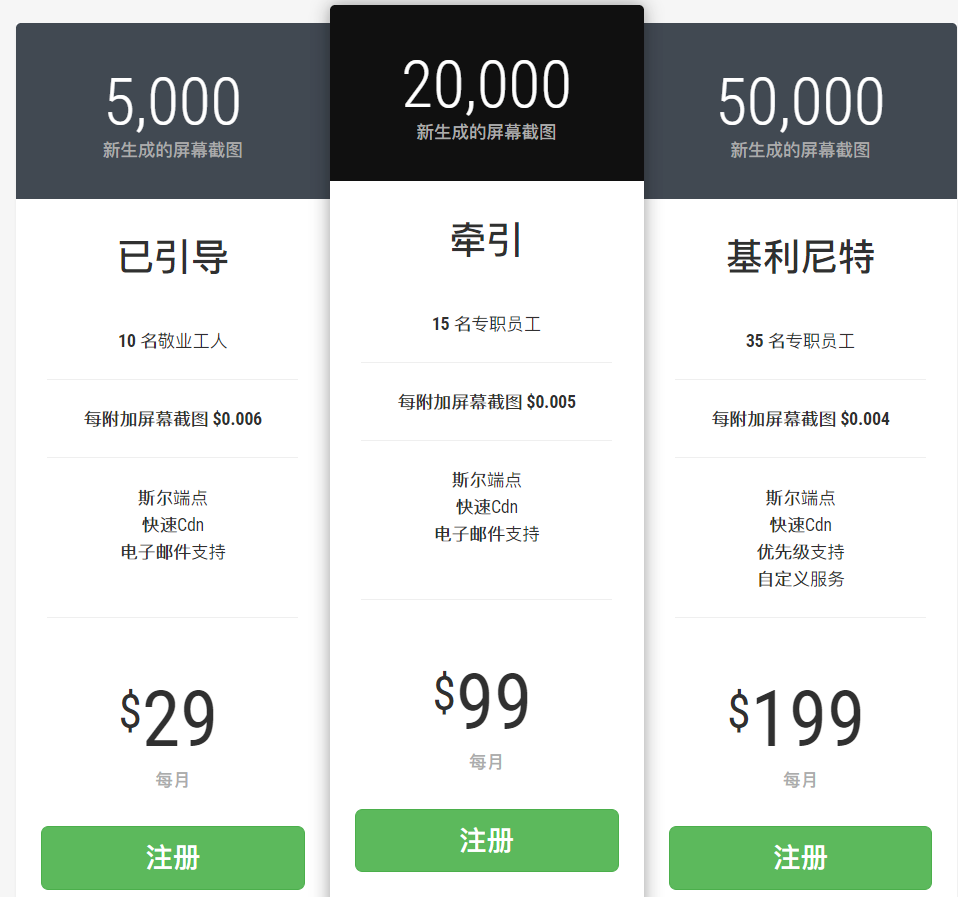 5,000
新生成的屏幕截图
已引导
10 名敬业工人
每附加屏幕截图 $0.006
斯尔端点
快速Cdn
电子邮件支持
$29
每月
注册
20,000
新生成的屏幕截图
牵引
15 名专职员工
每附加屏幕截图 $0.005
斯尔端点
快速Cdn
电子邮件支持
$99
每月
注册
50,000
新生成的屏幕截图
基利尼特
35 名专职员工
每附加屏幕截图 $0.004
斯尔端点
快速Cdn
优先级支持
自定义服务
$199
每月
注册